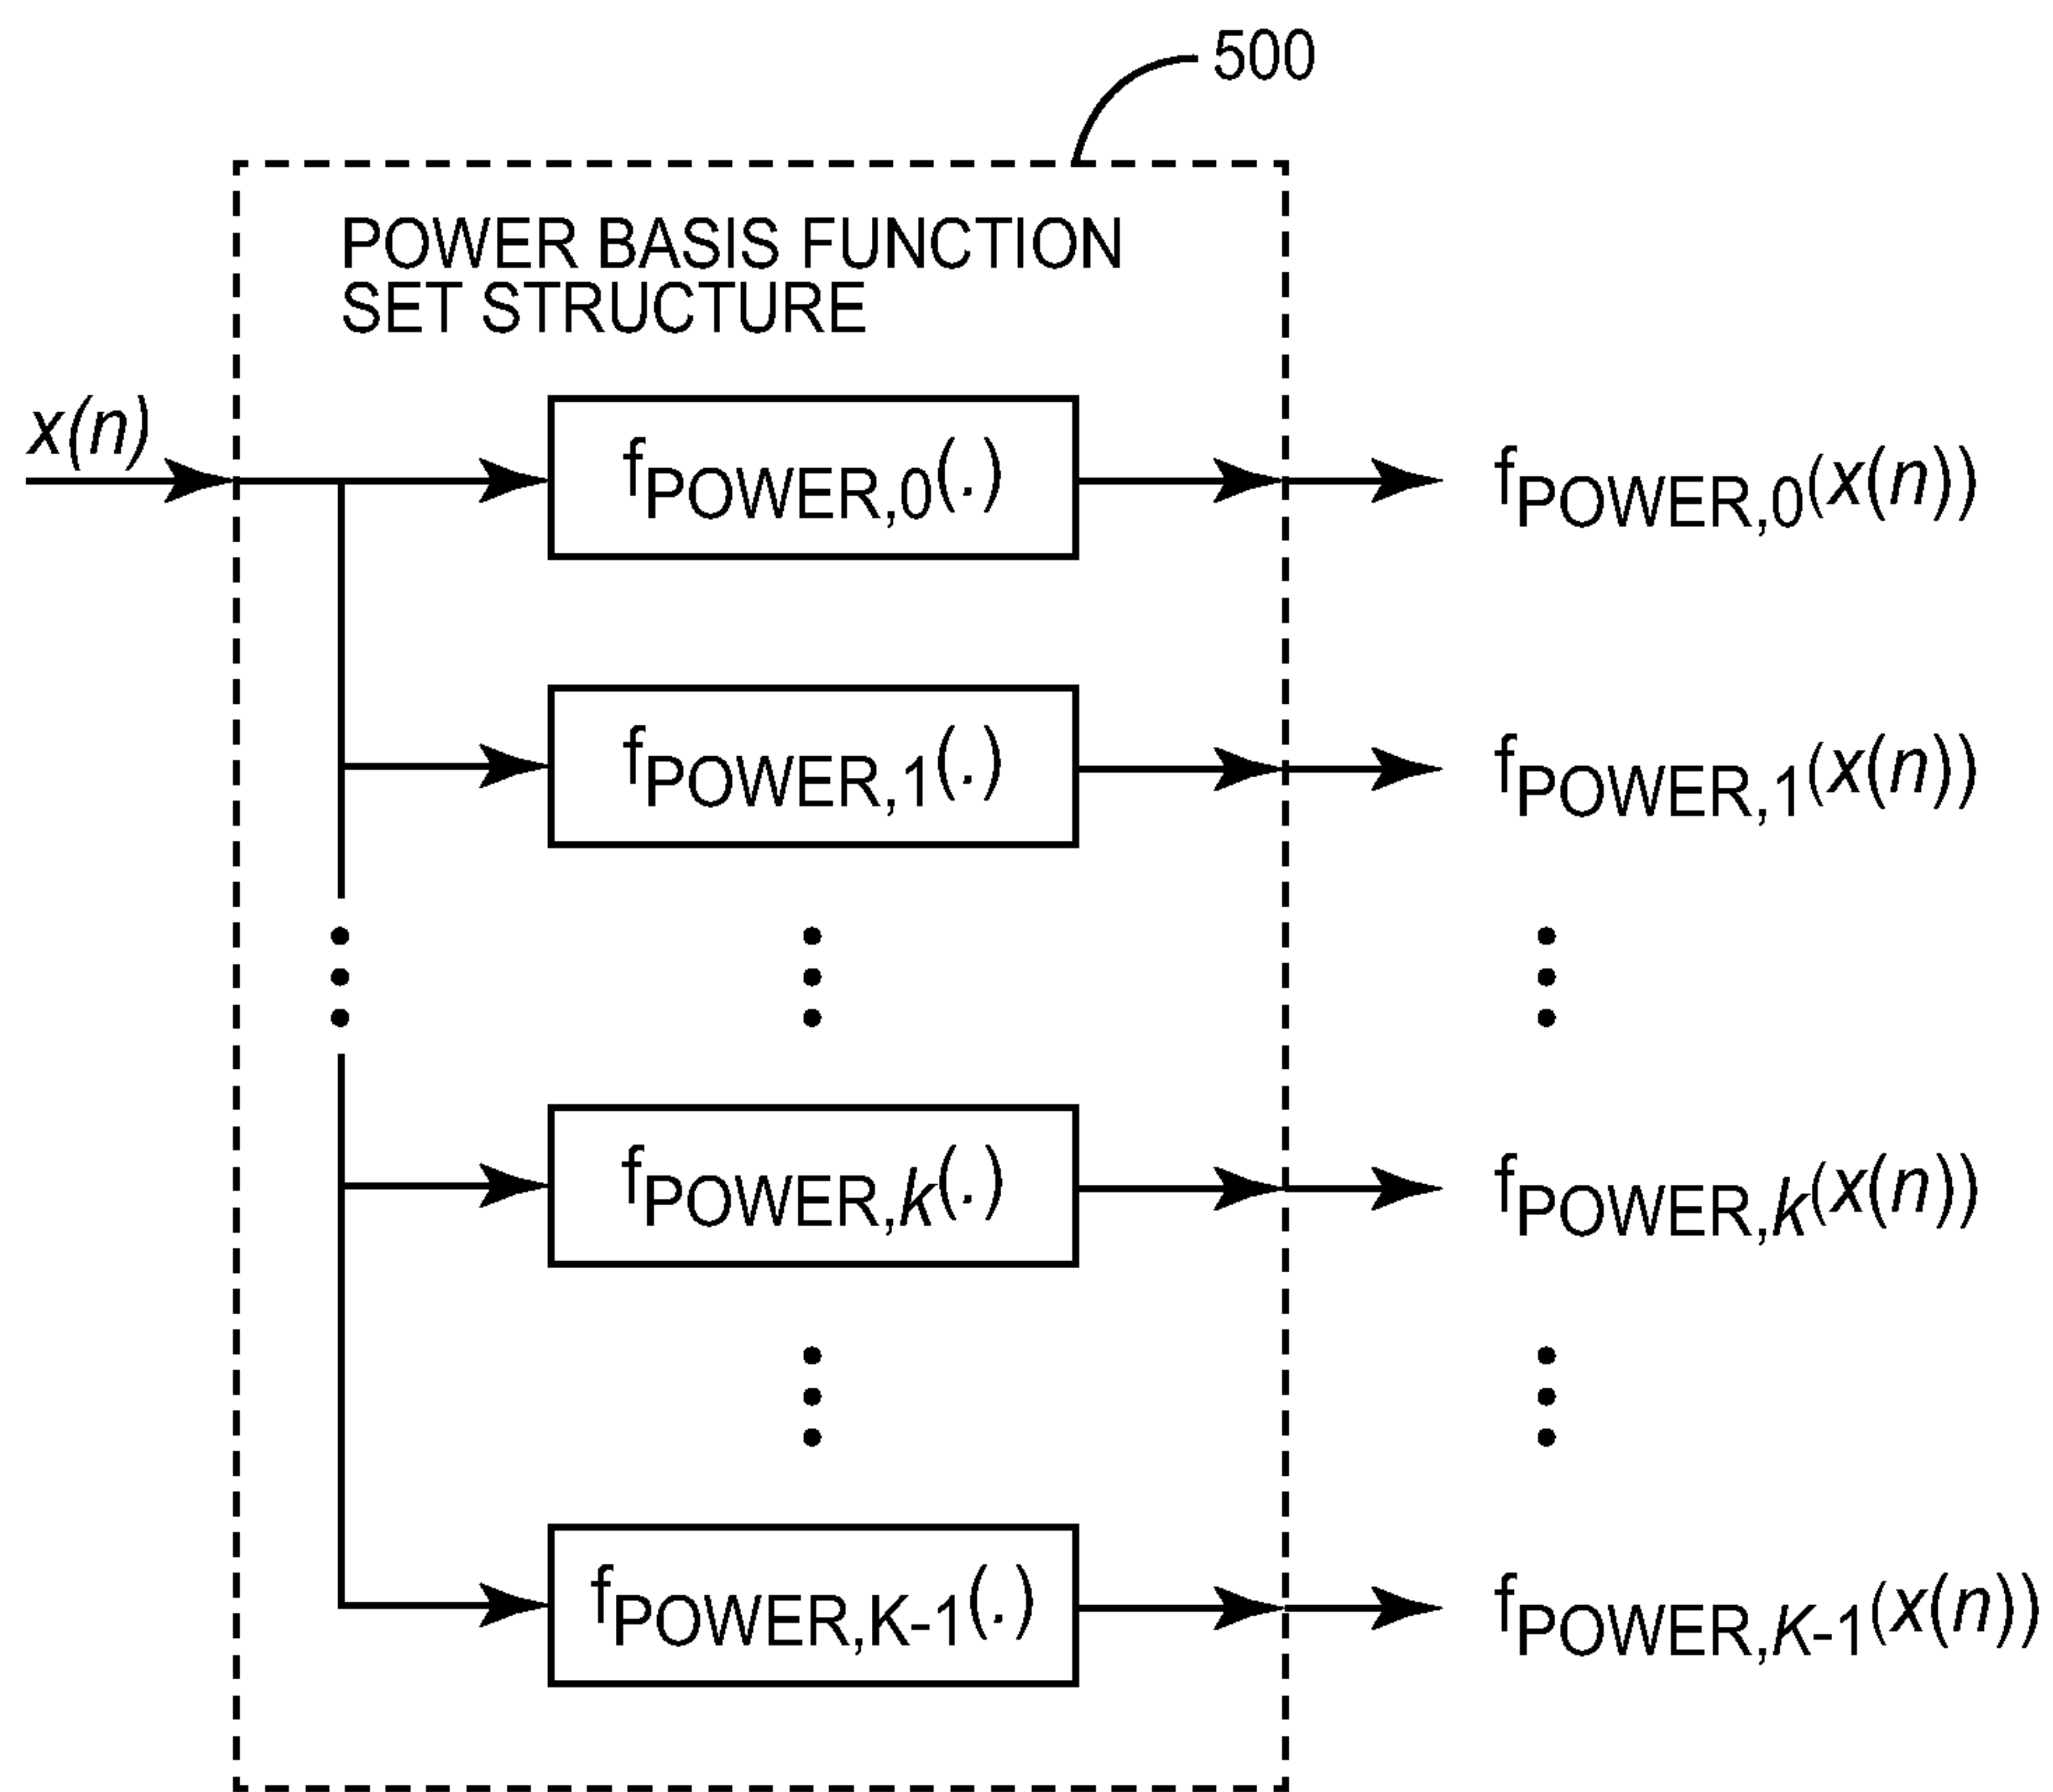 500
POWER BASIS FUNCTION
SET STRUCTURE
x(n)
fPOWER,0(.)
fPOWER,0(x(n))
fPOWER,1(.)
fPOWER,1(x(n))
fPOWER,k(.)
fPOWER,k(x(n))
fPOWER,K-1(.)
fPOWER,K-1(x(n))